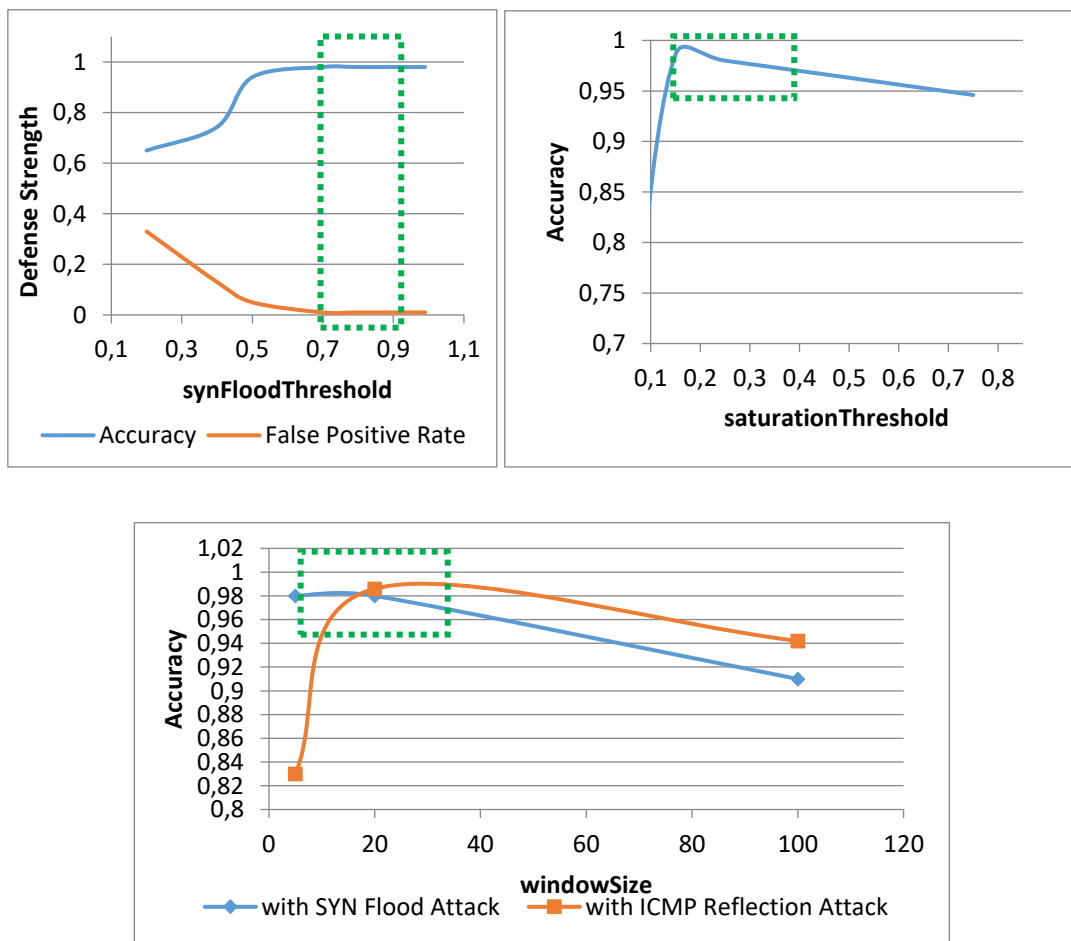 Defense Strength
1
0,8
0,6
0,4
0,2
0
0,1 0,3 0,5 0,7 0,9 1,1
synFloodThreshold
Accuracy False Positive Rate
Accuracy
1
0,95
0,9
0,85
0,8
0,75
0,7
0,1 0,2 0,3 0,4 0,5 0,6 0,7 0,8
saturationThreshold
Accuracy
1,02
1
0,98
0,96
0,94
0,92
0,9
0,88
0,86
0,84
0,82
0,8
0 20 40 60 80 100 120
windowSize
with SYN Flood Attack with ICMP Reflection Attack